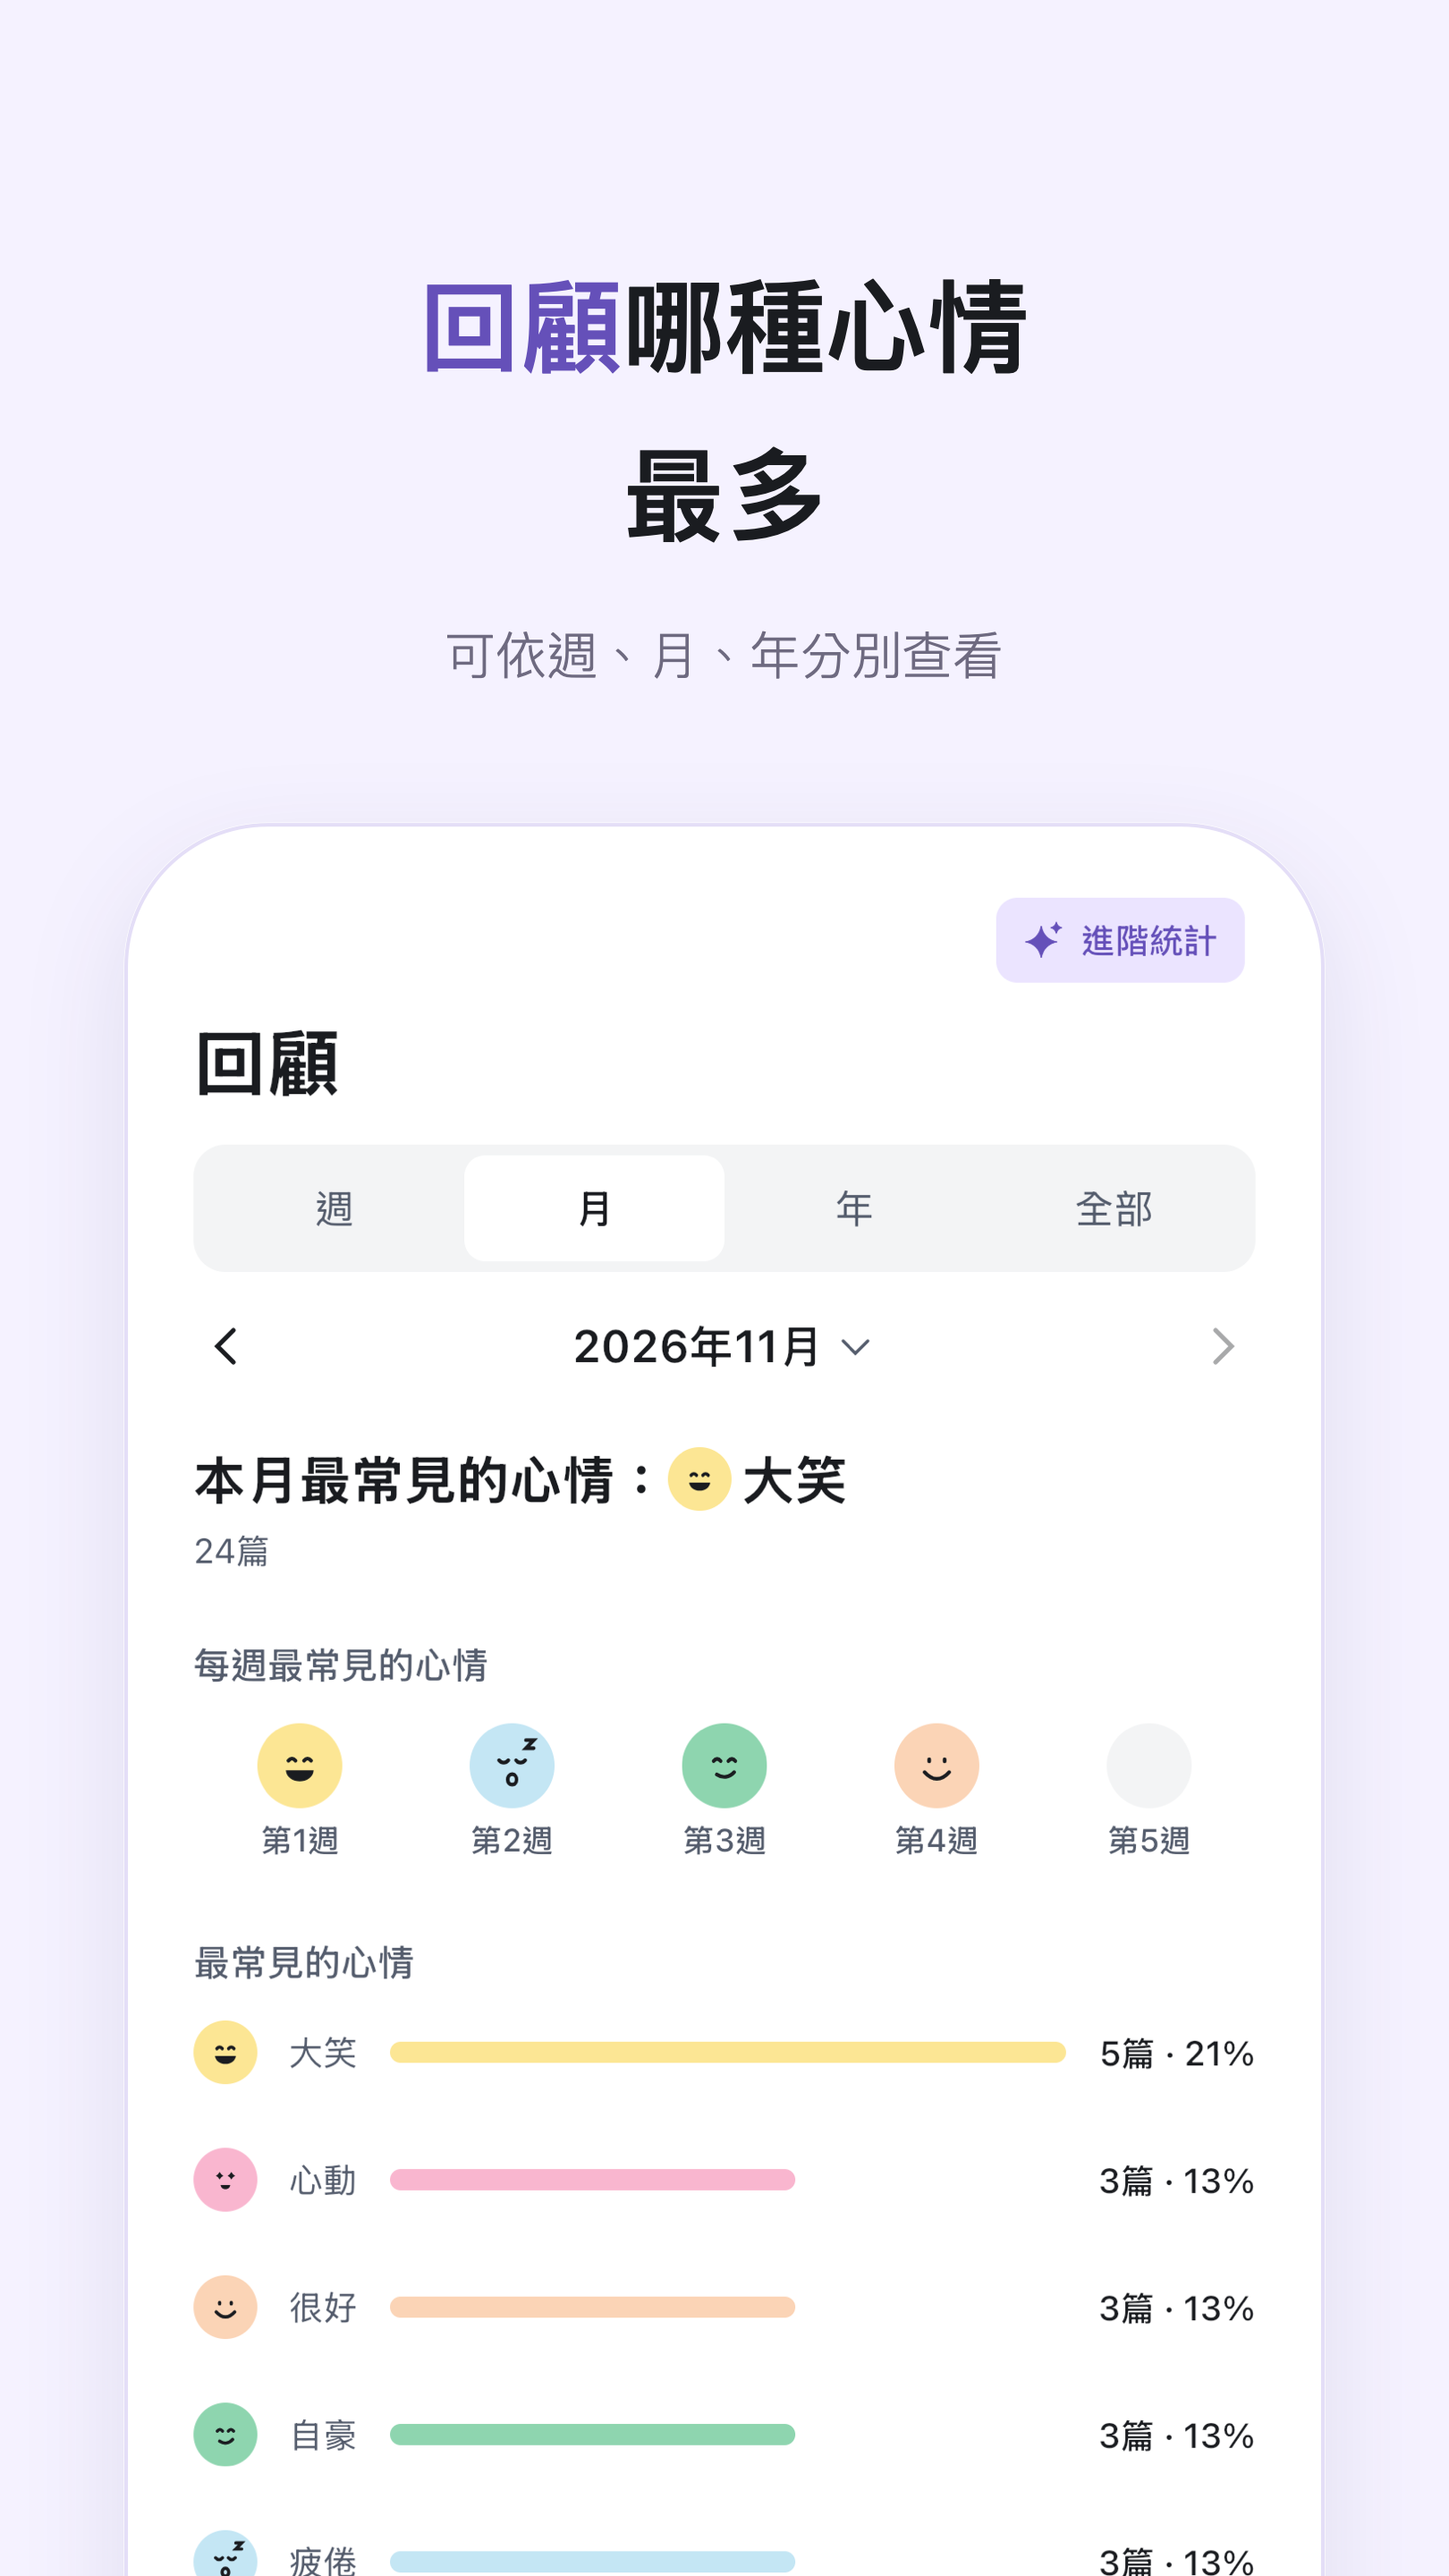 回顧哪種心情
最多
可依週、月、年分別查看
進階統計
回顧
週 月 年 全部
2026年11月
本月最常見的心情：大笑
24篇
每週最常見的心情
第1週 第2週 第3週 第4週 第5週
最常見的心情
大笑 5篇 · 21%
心動 3篇 · 13%
很好 3篇 · 13%
自豪 3篇 · 13%
疲倦 3篇 · 13%